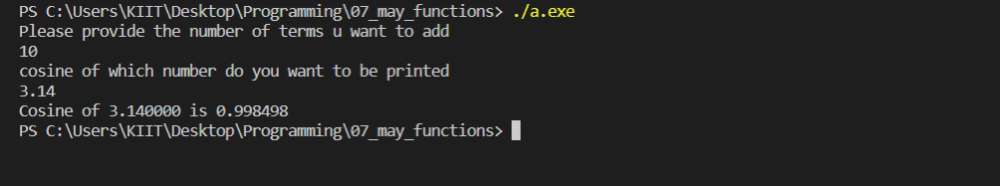 PS C:\Users\KIIT\Desktop\Programming\07_may_functions> ./a.exe
Please provide the number of terms u want to add
10
cosine of which number do you want to be printed
3.14
Cosine of 3.140000 is 0.998498
PS C:\Users\KIIT\Desktop\Programming\07_may_functions>